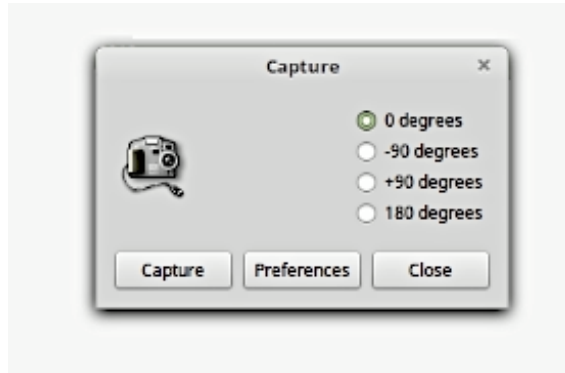 Capture
0 degrees
-90 degrees
+90 degrees
180 degrees
Capture Preferences Close